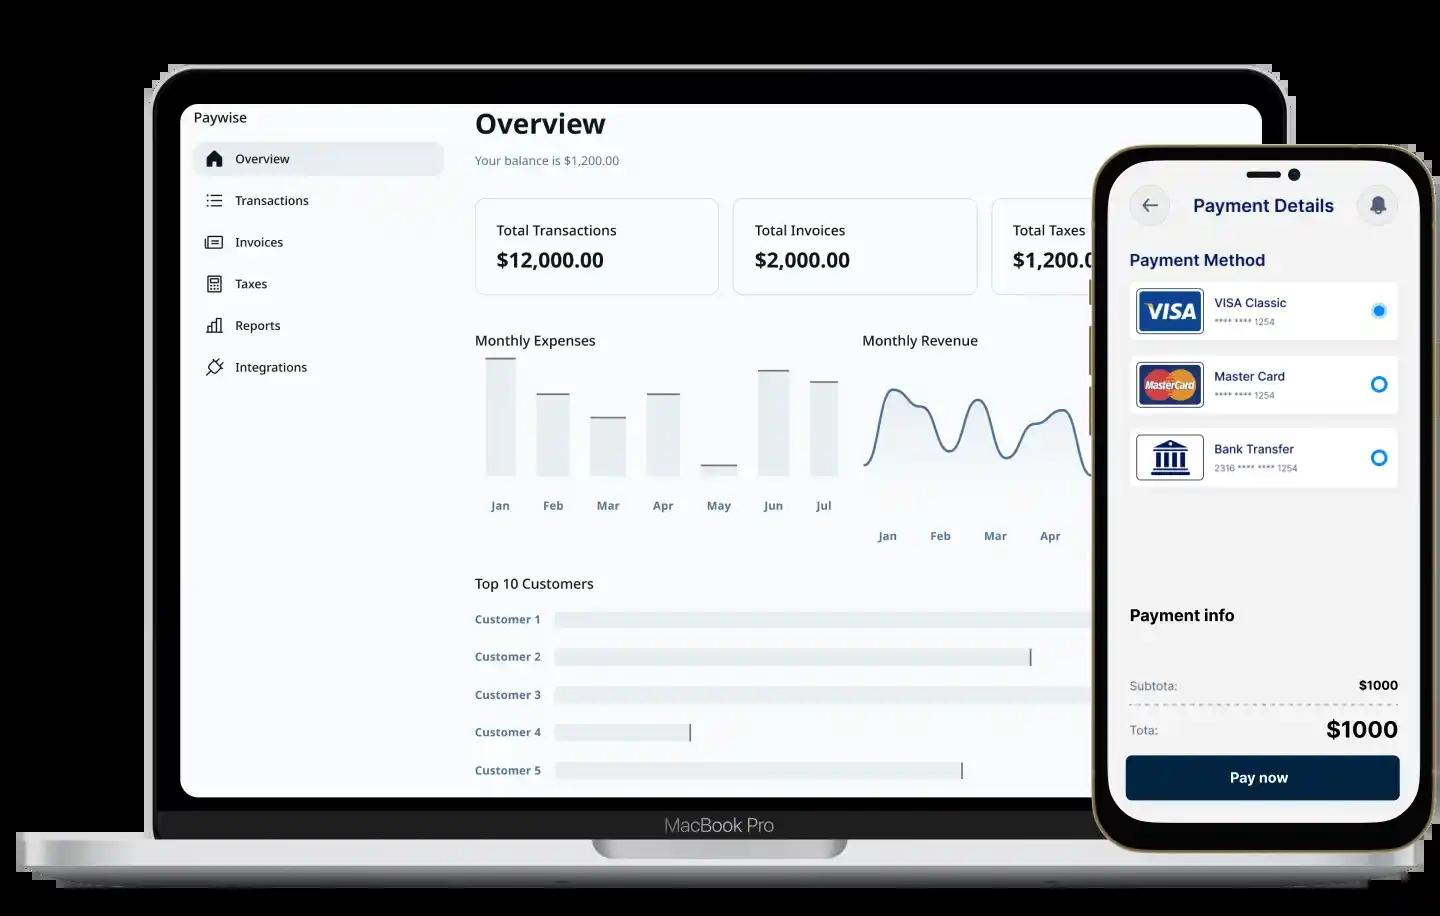 Paywise
Overview
Transactions
Invoices
Taxes
Reports
Integrations
Overview
Your balance is $1,200.00
Total Transactions
$12,000.00
Total Invoices
$2,000.00
Total Taxes
$1,200.0
Monthly Expenses
Jan Feb Mar Apr May Jun Jul
Monthly Revenue
Jan Feb Mar Apr
Top 10 Customers
Customer 1
Customer 2
Customer 3
Customer 4
Customer 5
MacBook Pro
Payment Details
Payment Method
VISA
VISA Classic
**** **** 1254
MasterCard
Master Card
**** **** 1254
Bank Transfer
2316 **** **** 1254
Payment info
Subtota: $1000
Tota: $1000
Pay now